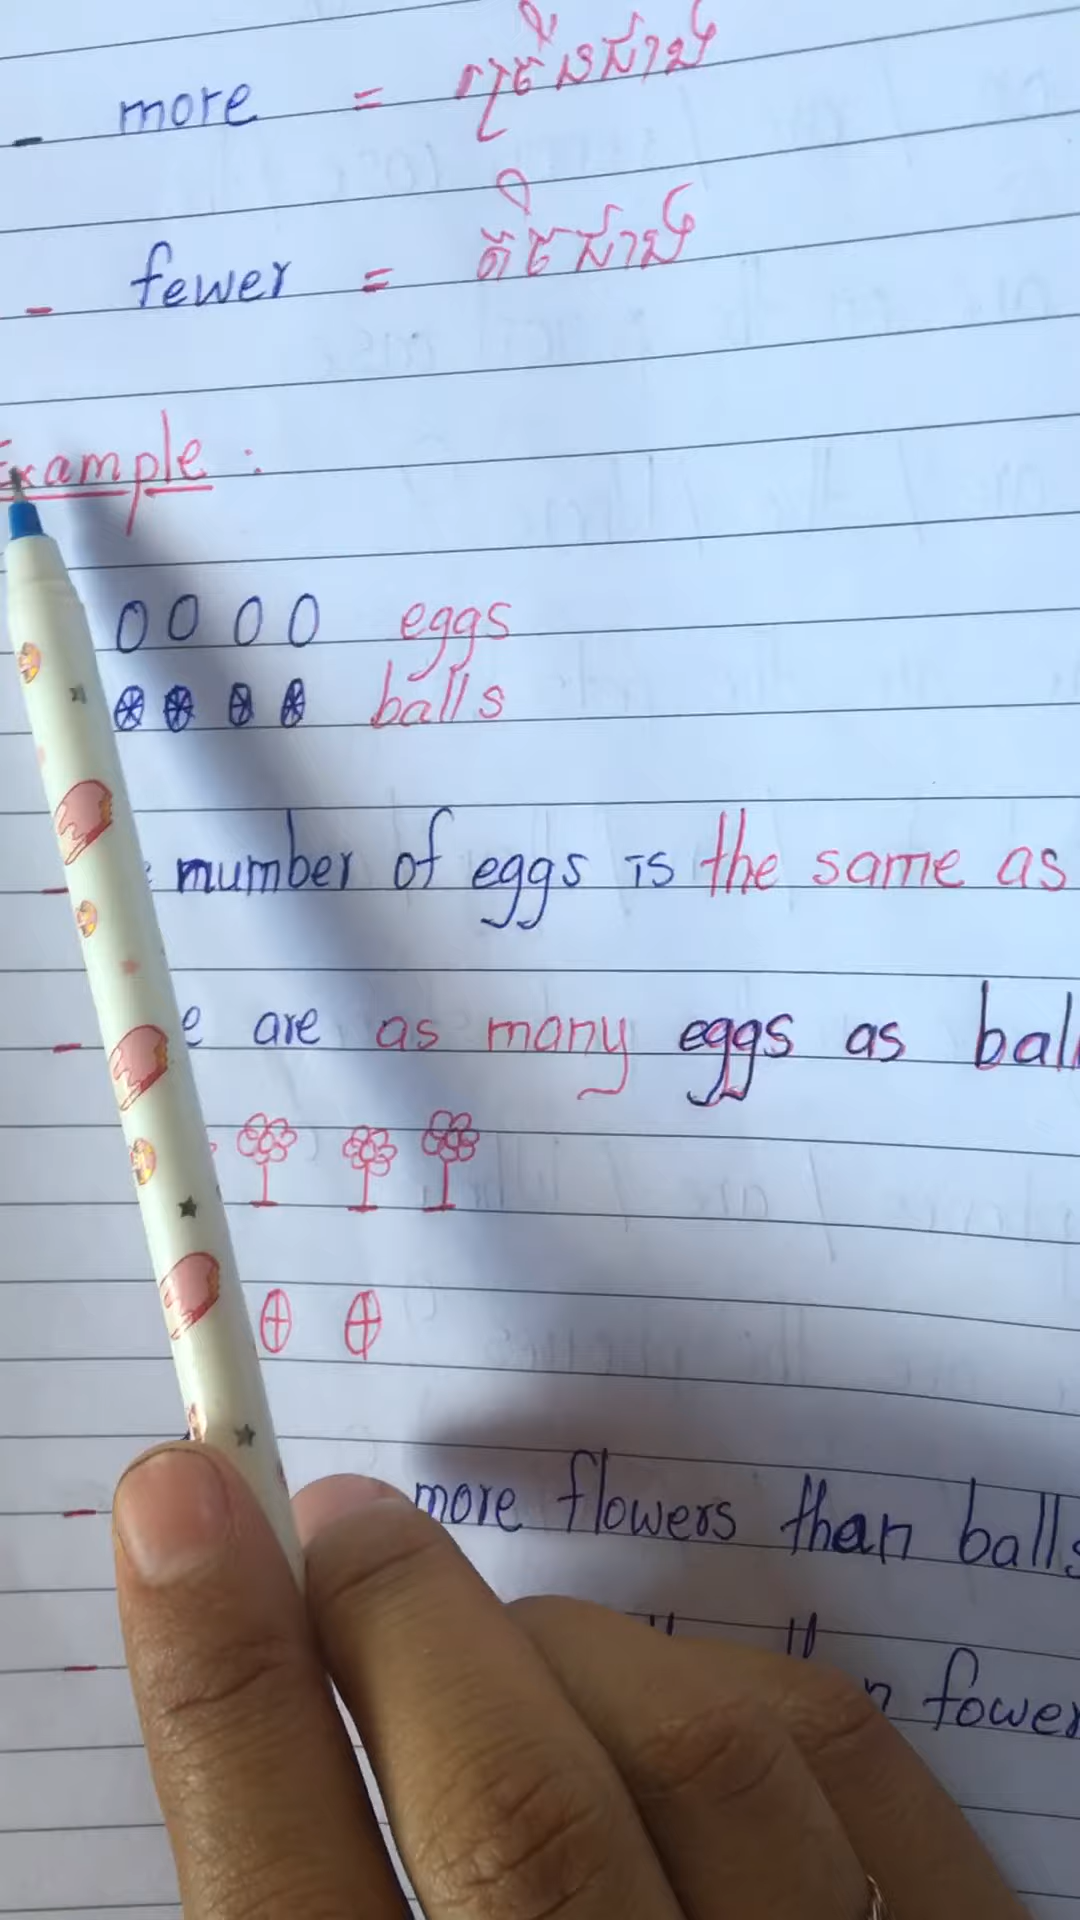 - more = ច្រើនជាង
- fewer = តិចជាង
Example :
eggs
balls
- number of eggs is the same as
- are as many eggs as
- more flowers than balls
-